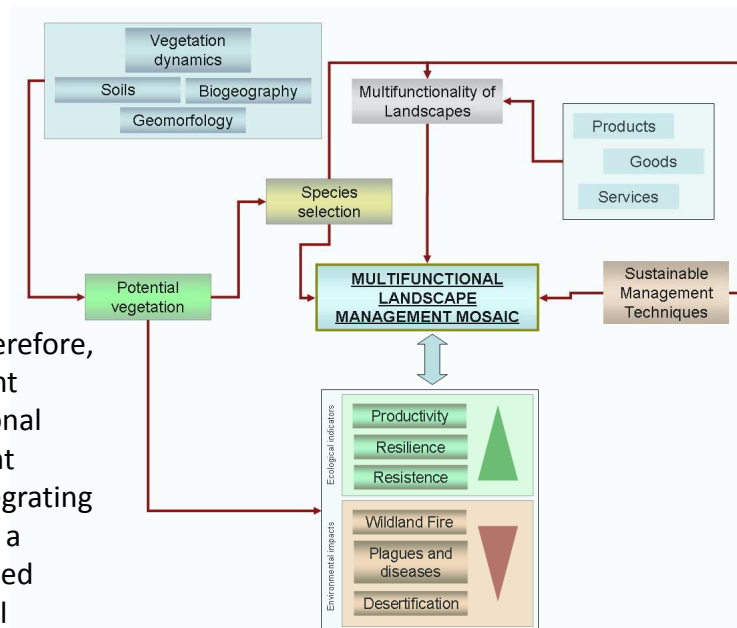 Vegetation
dynamics
Soils
Biogeography
Geomorfology
Multifunctionality of
Landscapes
Products
Goods
Services
Species
selection
Potential
vegetation
MULTIFUNCTIONAL
LANDSCAPE
MANAGEMENT MOSAIC
Sustainable
Management
Techniques
Ecological indicators
Productivity
Resilience
Resistence
Environmental impacts
Wildland Fire
Plagues and
diseases
Desertification
erefore,
nt
onal
nt
egrating
a
ed
l